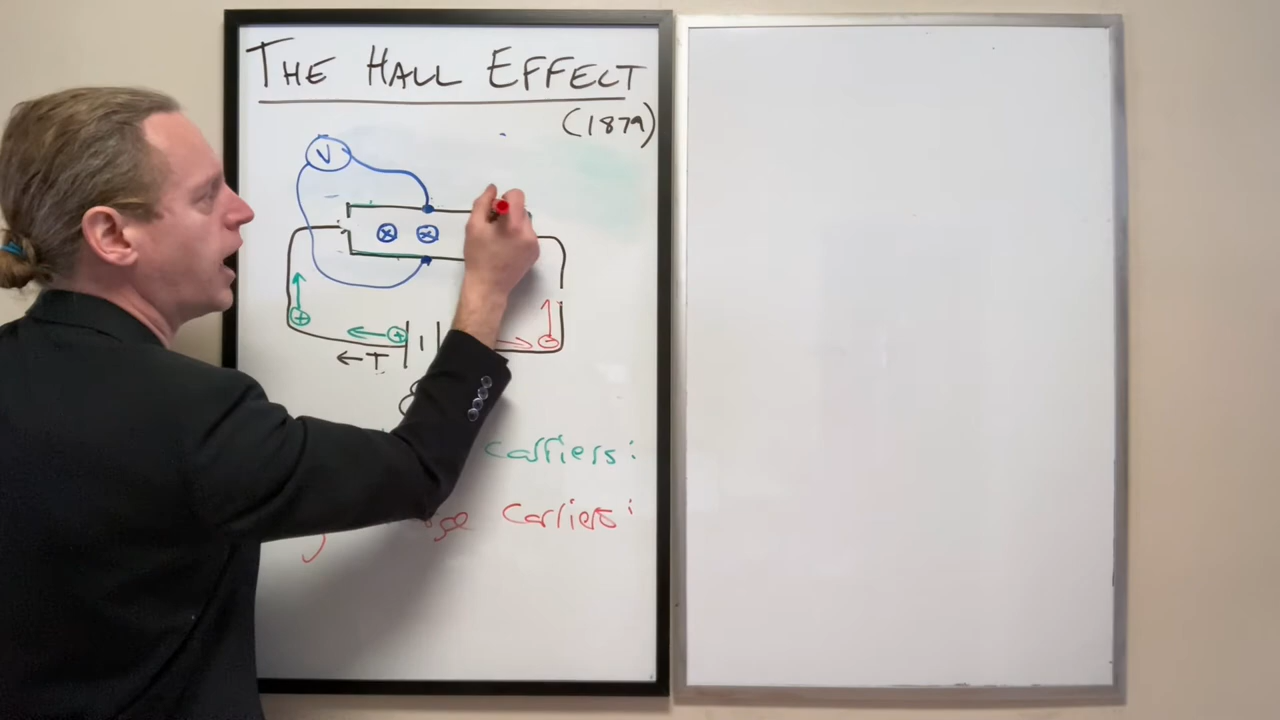 THE HALL EFFECT
(1879)
V
⊗ ⊗
+
+
← I
-
carriers:
carriers: